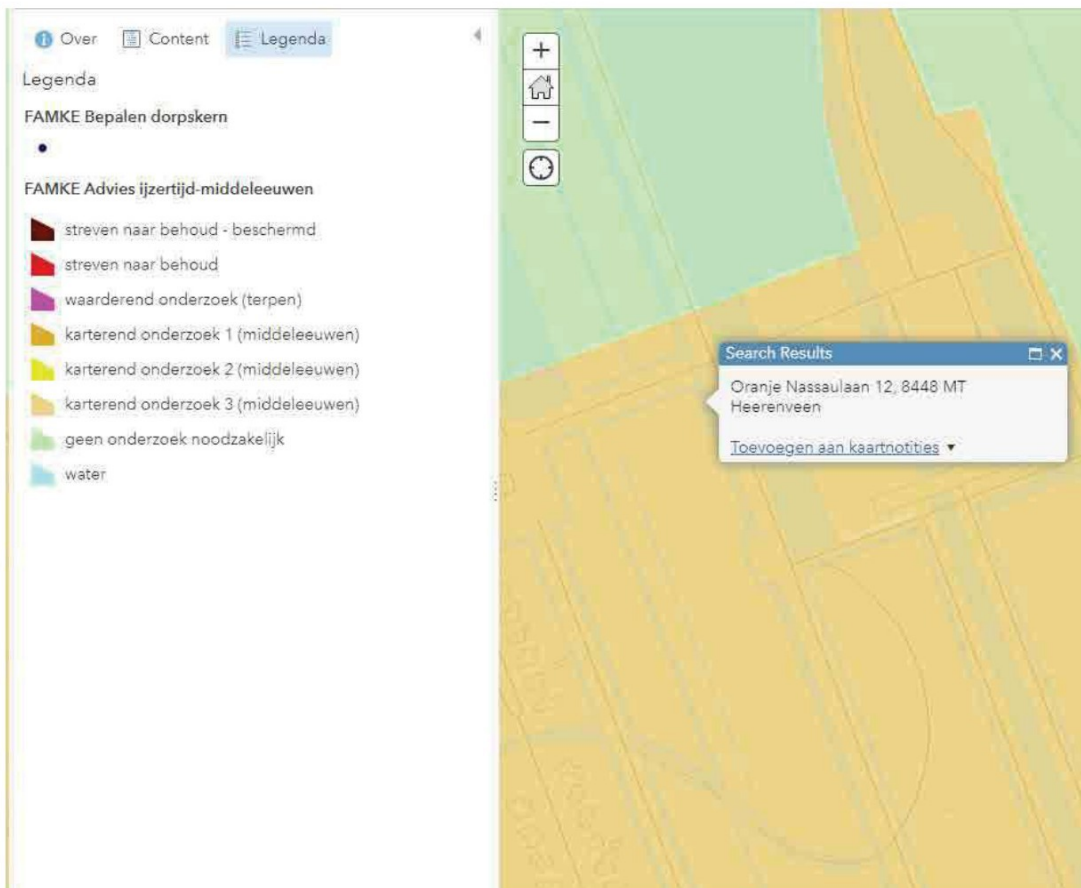 Over Content Legenda
Legenda
FAMKE Bepalen dorpskern
FAMKE Advies ijzertijd-middeleeuwen
streven naar behoud - beschermd
streven naar behoud
waarderend onderzoek (terpen)
karterend onderzoek 1 (middeleeuwen)
karterend onderzoek 2 (middeleeuwen)
karterend onderzoek 3 (middeleeuwen)
geen onderzoek noodzakelijk
water
Search Results
Oranje Nassaulaan 12, 8448 MT
Heerenveen
Toevoegen aan kaartnotities